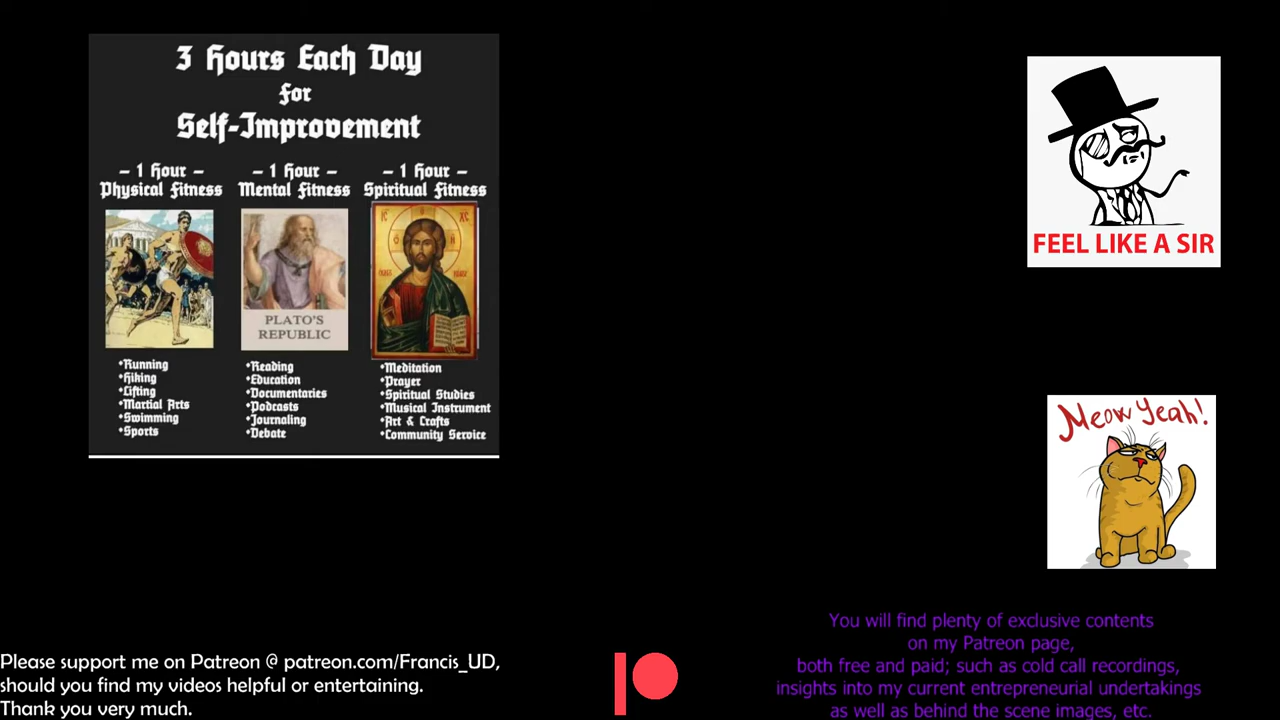 3 Hours Each Day
for
Self-Improvement
– 1 Hour –
Physical Fitness
•Running
•Hiking
•Lifting
•Martial Arts
•Swimming
•Sports
– 1 Hour –
Mental Fitness
PLATO'S
REPUBLIC
•Reading
•Education
•Documentaries
•Podcasts
•Journaling
•Debate
– 1 Hour –
Spiritual Fitness
IC XC
•Meditation
•Prayer
•Spiritual Studies
•Musical Instrument
•Art & Crafts
•Community Service
FEEL LIKE A SIR
Meow Yeah!
Please support me on Patreon @ patreon.com/Francis_UD,
should you find my videos helpful or entertaining.
Thank you very much.
You will find plenty of exclusive contents
on my Patreon page,
both free and paid; such as cold call recordings,
insights into my current entrepreneurial undertakings
as well as behind the scene images, etc.